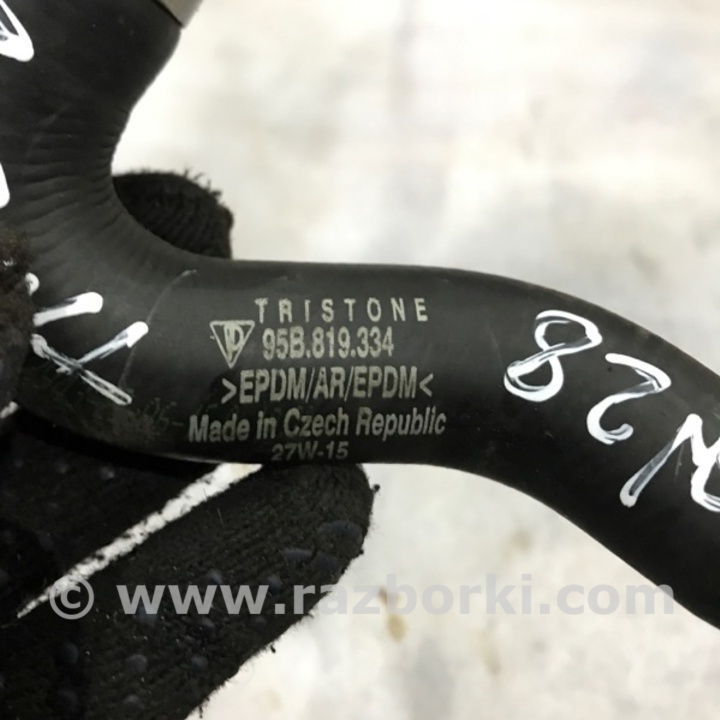 TRISTONE
95B.819.334
>EPDM/AR/EPDM<
Made in Czech Republic
27W-15
© www.razborki.com